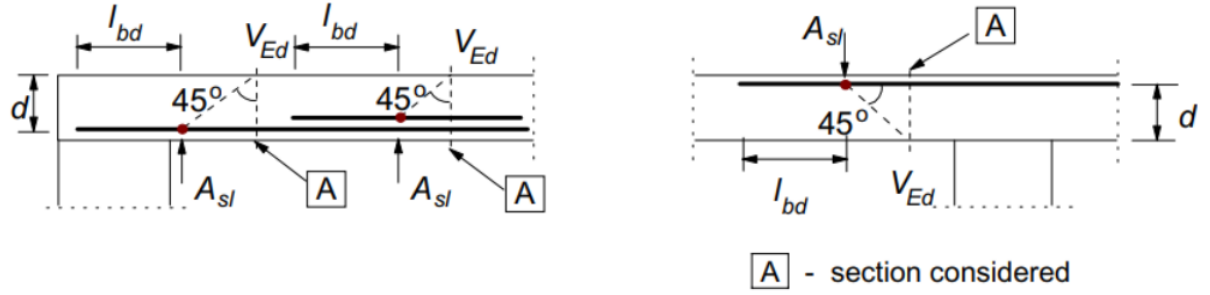 l_bd
V_Ed
l_bd
V_Ed
d
45°
45°
A_sl
A
A_sl
A
A_sl
A
45°
d
l_bd
V_Ed
A - section considered